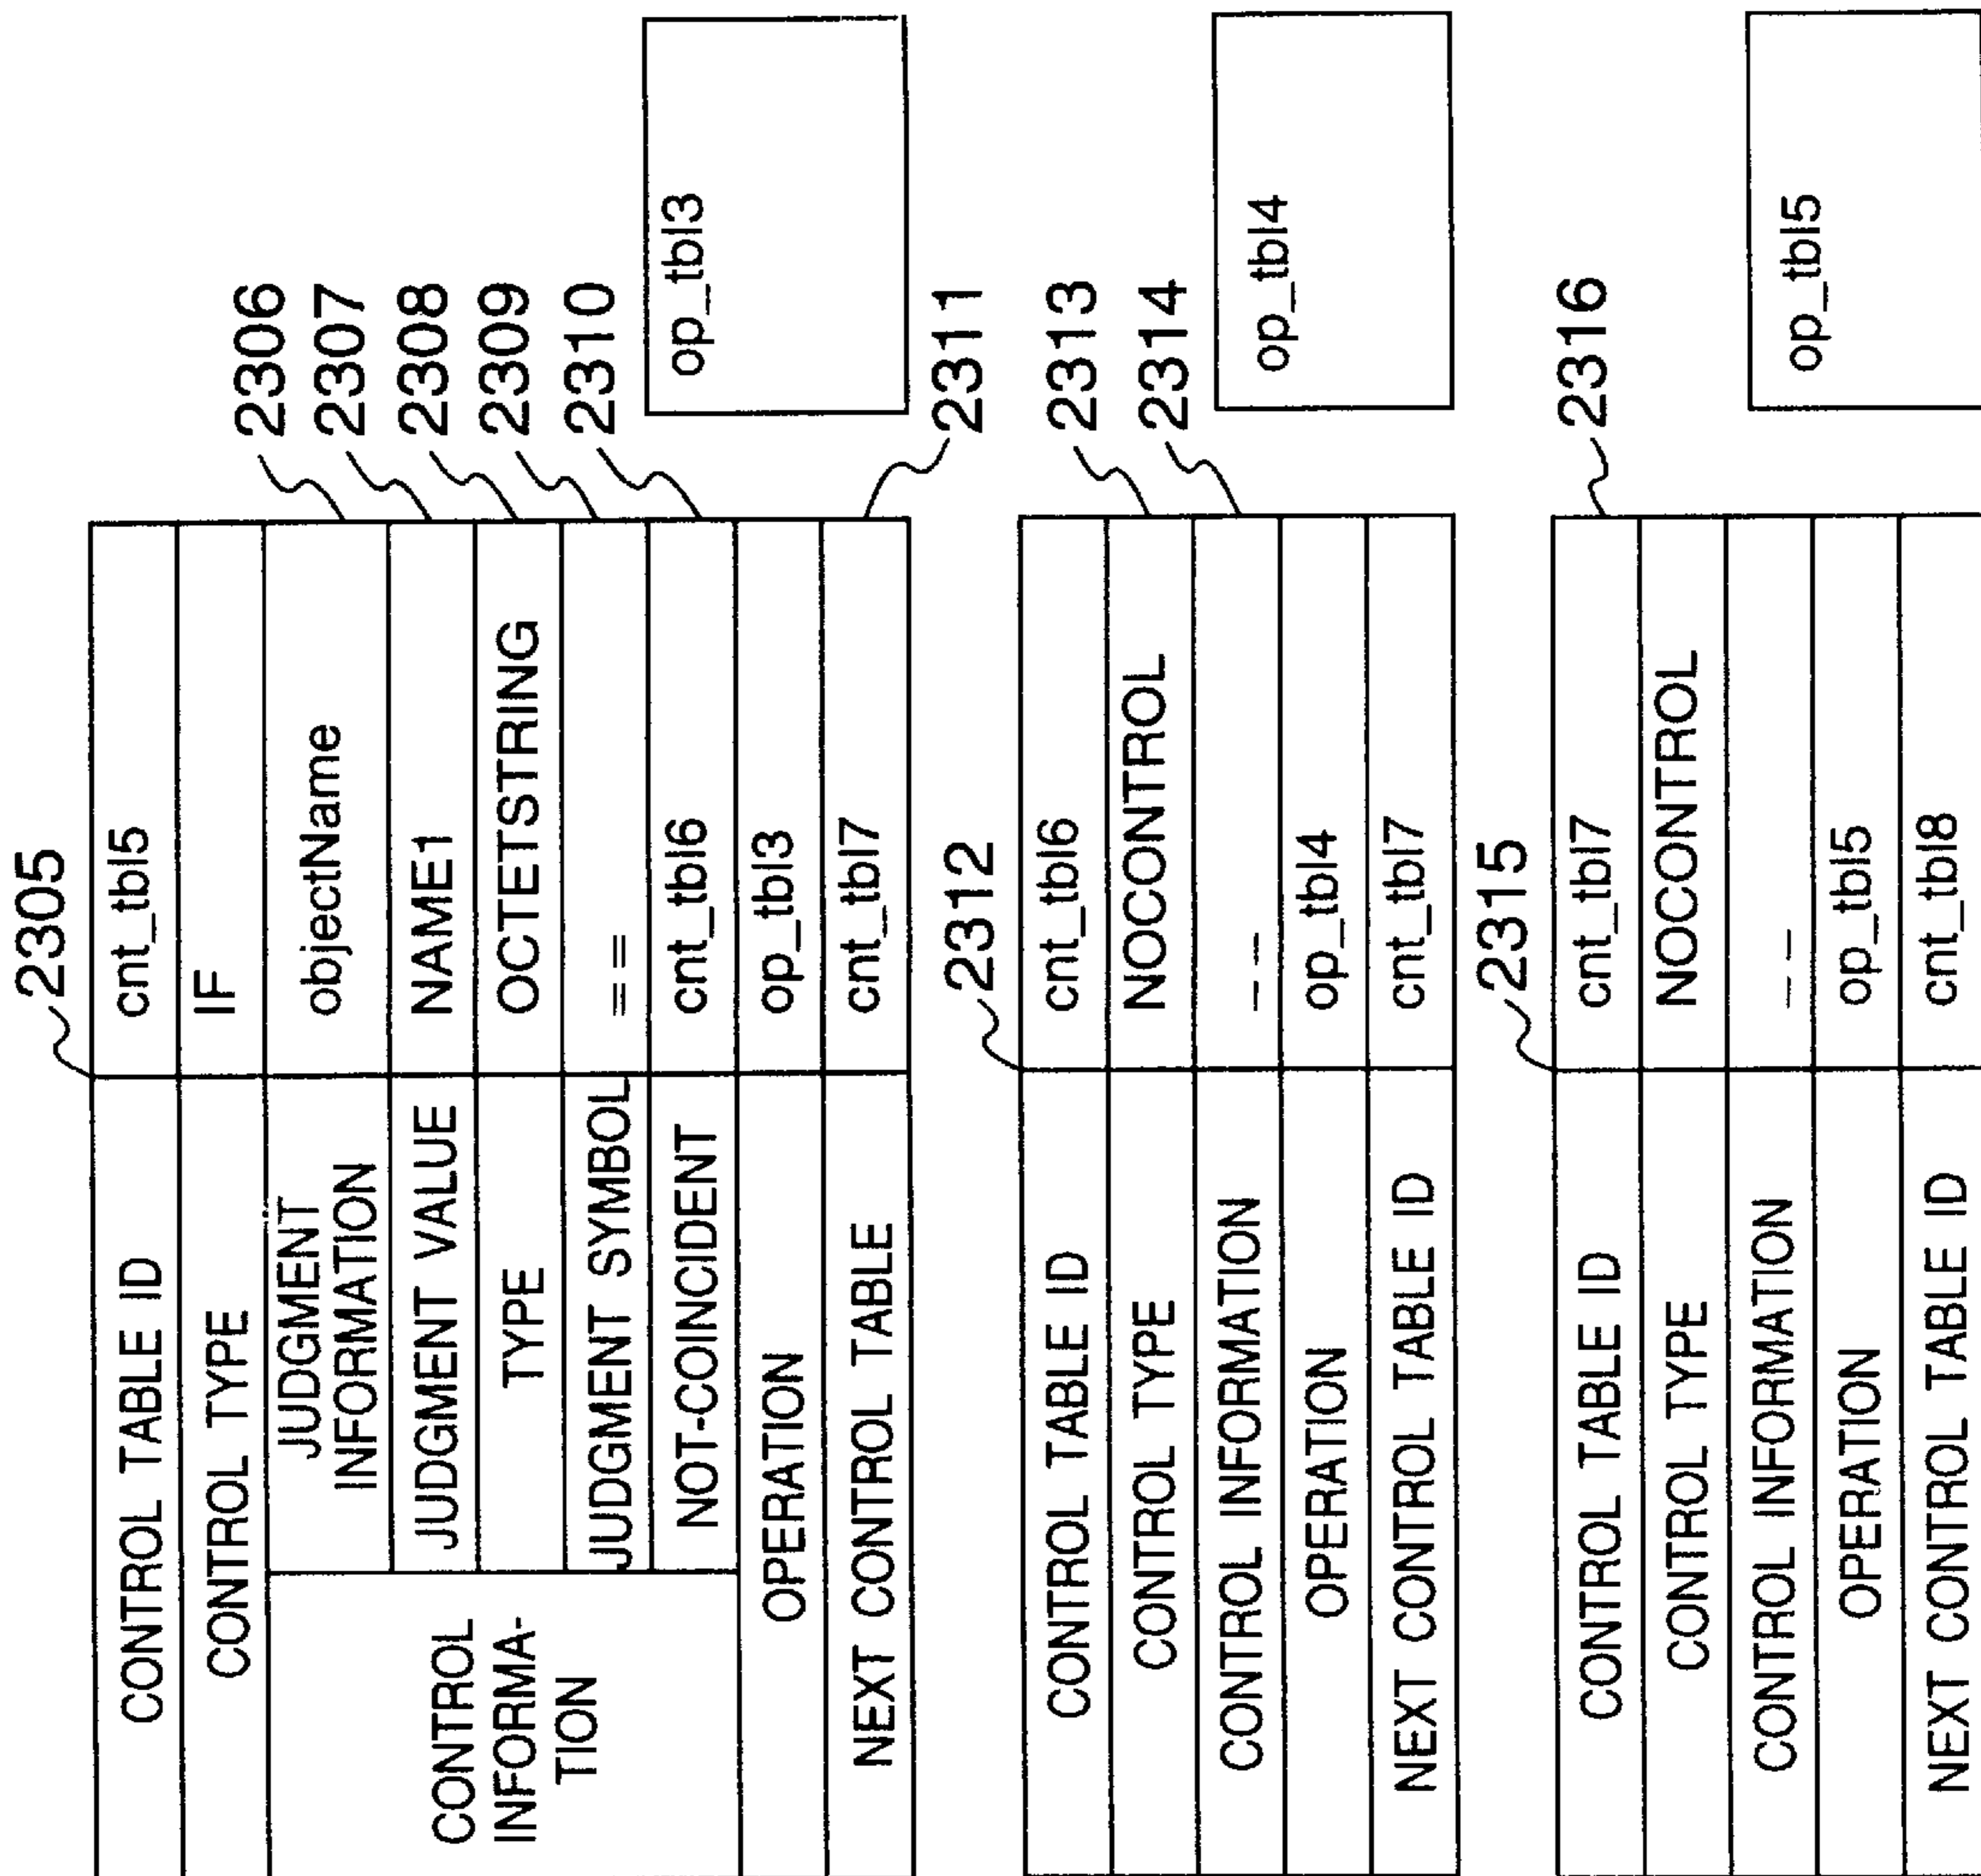 2305
CONTROL TABLE ID
cnt_tbl5
CONTROL TYPE
IF
CONTROL
INFORMA-
TION
JUDGMENT
INFORMATION
objectName
2306
JUDGMENT VALUE
NAME1
2307
TYPE
OCTETSTRING
2308
JUDGMENT SYMBOL
==
2309
NOT-COINCIDENT
cnt_tbl6
2310
OPERATION
op_tbl3
op_tbl3
NEXT CONTROL TABLE
cnt_tbl7
2311
2312
CONTROL TABLE ID
cnt_tbl6
CONTROL TYPE
NOCONTROL
2313
CONTROL INFORMATION
--
2314
OPERATION
op_tbl4
op_tbl4
NEXT CONTROL TABLE ID
cnt_tbl7
2315
CONTROL TABLE ID
cnt_tbl7
2316
CONTROL TYPE
NOCONTROL
CONTROL INFORMATION
--
OPERATION
op_tbl5
op_tbl5
NEXT CONTROL TABLE ID
cnt_tbl8